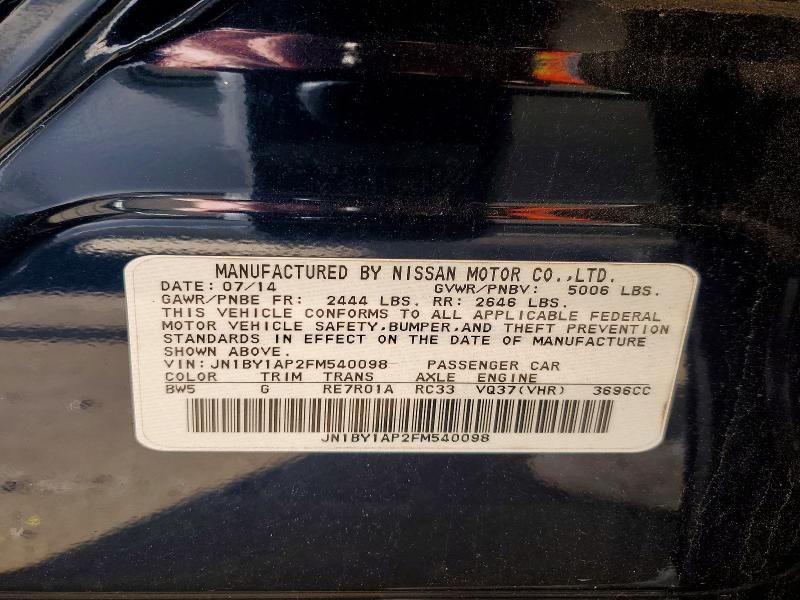 MANUFACTURED BY NISSAN MOTOR CO.,LTD.
DATE: 07/14 GVWR/PNBV: 5006 LBS.
GAWR/PNBE FR: 2444 LBS. RR: 2646 LBS.
THIS VEHICLE CONFORMS TO ALL APPLICABLE FEDERAL
MOTOR VEHICLE SAFETY,BUMPER,AND THEFT PREVENTION
STANDARDS IN EFFECT ON THE DATE OF MANUFACTURE
SHOWN ABOVE.
VIN: JN1BY1AP2FM540098 PASSENGER CAR
COLOR TRIM TRANS AXLE ENGINE
BW5 G RE7R01A RC33 VQ37(VHR) 3696CC
JN1BY1AP2FM540098